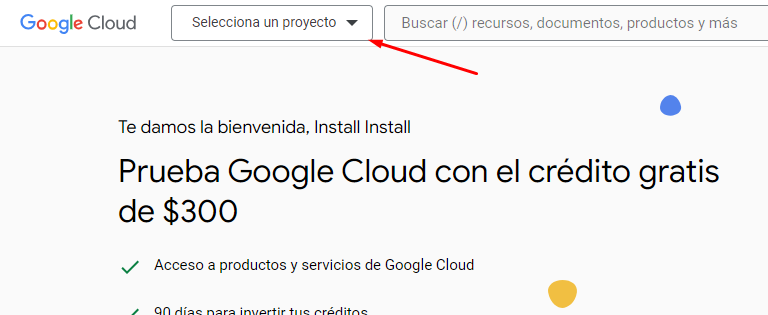 Google Cloud
Selecciona un proyecto
Buscar (/) recursos, documentos, productos y más
Te damos la bienvenida, Install Install
Prueba Google Cloud con el crédito gratis
de $300
Acceso a productos y servicios de Google Cloud
90 días para invertir tus créditos